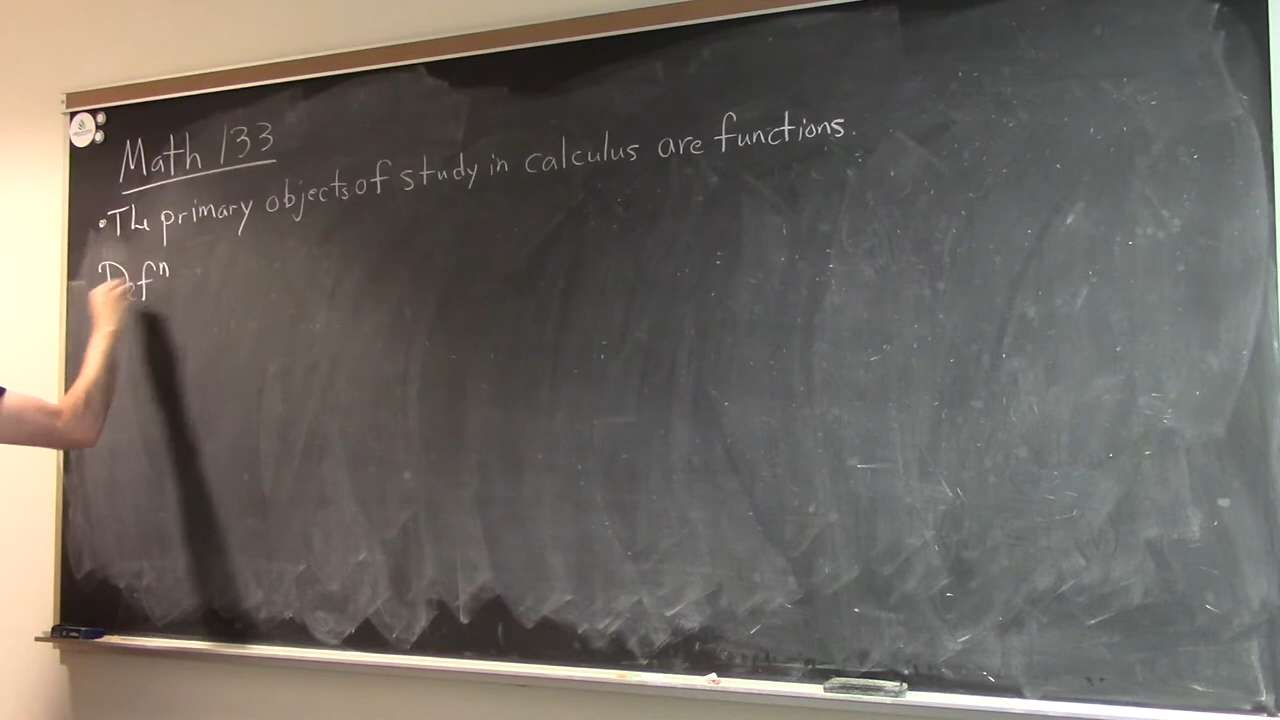 Math 133
•The primary objects of study in calculus are functions.
Defⁿ